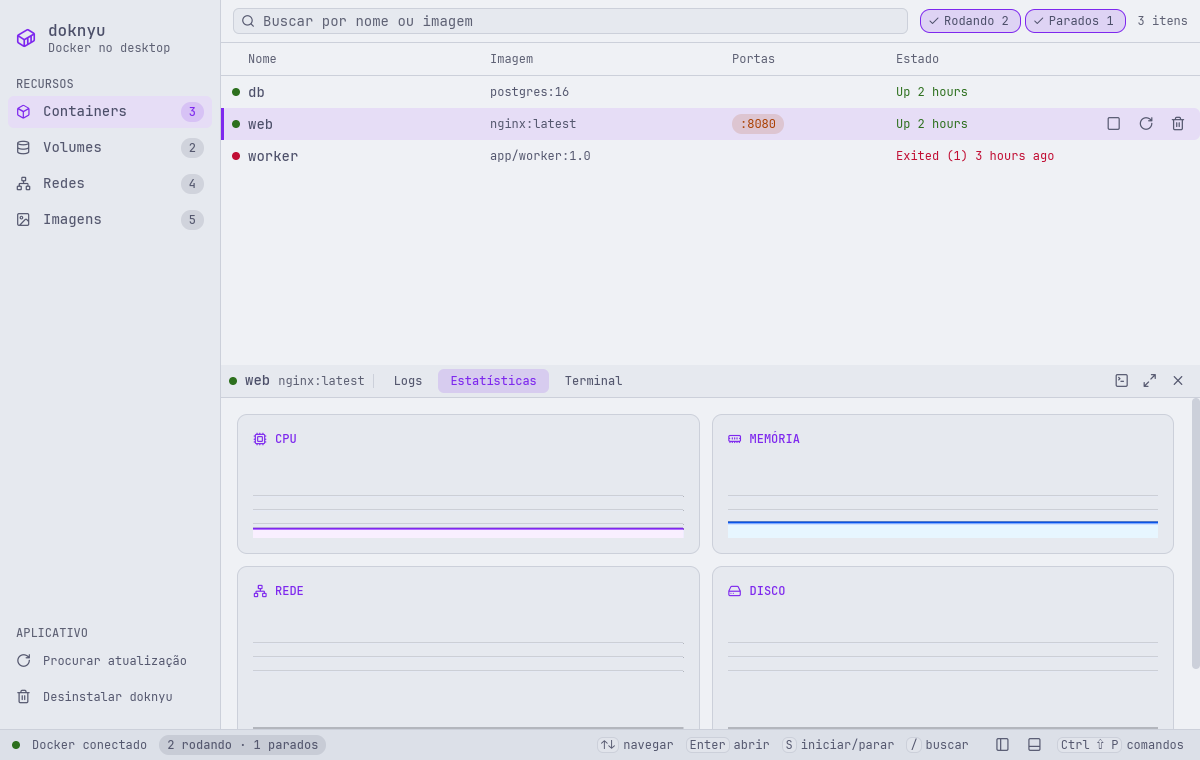 doknyu
Docker no desktop
RECURSOS
Containers 3
Volumes 2
Redes 4
Imagens 5
APLICATIVO
Procurar atualização
Desinstalar doknyu
Buscar por nome ou imagem
Rodando 2
Parados 1
3 itens
Nome Imagem Portas Estado
db postgres:16 Up 2 hours
web nginx:latest :8080 Up 2 hours
worker app/worker:1.0 Exited (1) 3 hours ago
web nginx:latest Logs Estatísticas Terminal
CPU
MEMÓRIA
REDE
DISCO
Docker conectado 2 rodando · 1 parados ↑↓ navegar Enter abrir S iniciar/parar / buscar Ctrl ⇧ P comandos